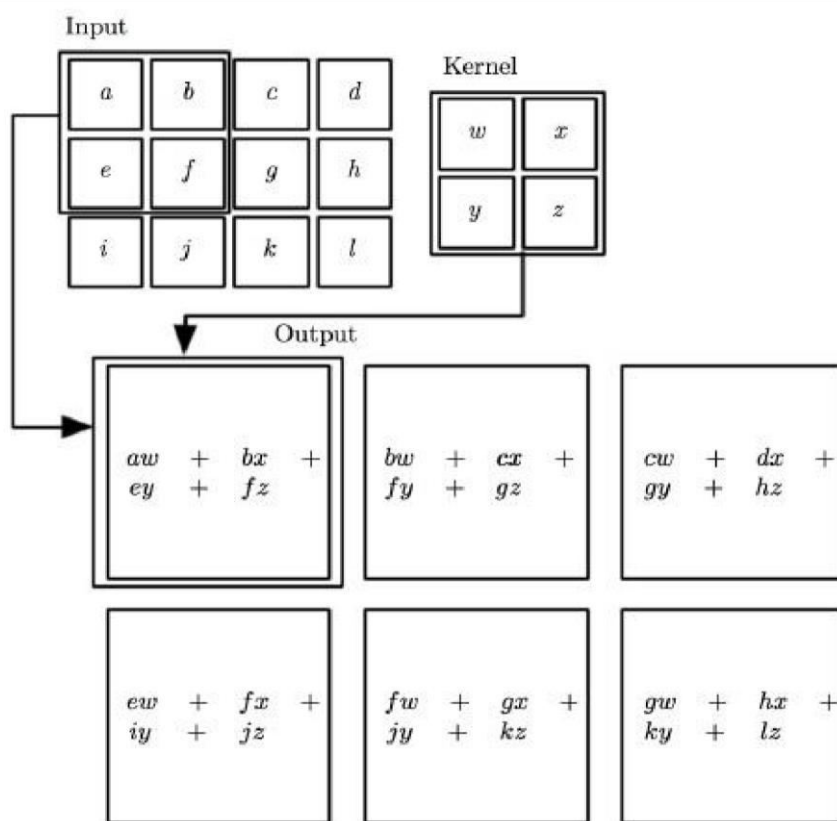 Input
a b c d
e f g h
i j k l
Kernel
w x
y z
Output
aw + bx +
ey + fz
bw + cx +
fy + gz
cw + dx +
gy + hz
ew + fx +
iy + jz
fw + gx +
jy + kz
gw + hx +
ky + lz